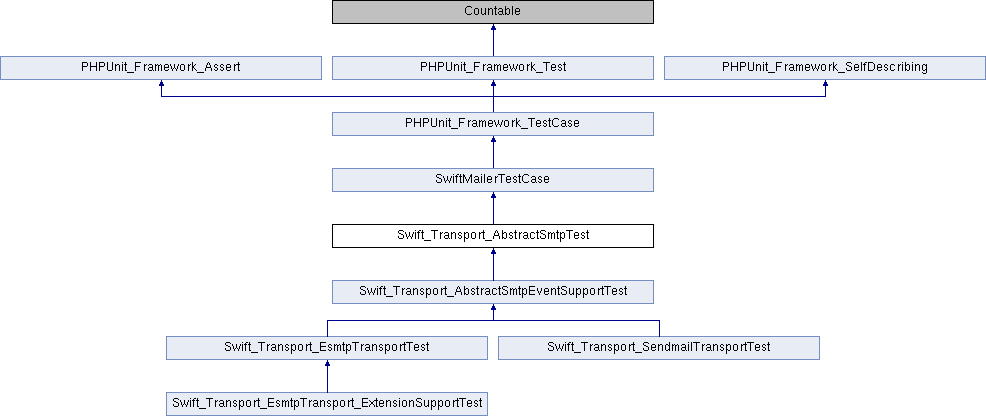 Countable
PHPUnit_Framework_Assert
PHPUnit_Framework_Test
PHPUnit_Framework_SelfDescribing
PHPUnit_Framework_TestCase
SwiftMailerTestCase
Swift_Transport_AbstractSmtpTest
Swift_Transport_AbstractSmtpEventSupportTest
Swift_Transport_EsmtpTransportTest
Swift_Transport_SendmailTransportTest
Swift_Transport_EsmtpTransport_ExtensionSupportTest